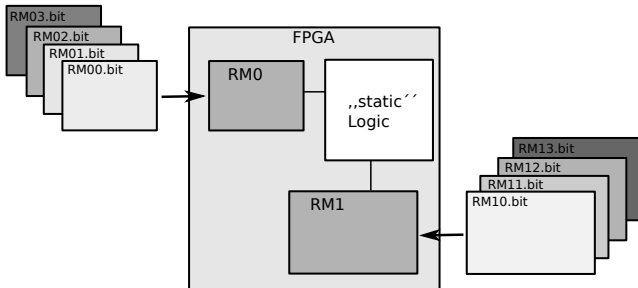 RM03.bit
RM02.bit
RM01.bit
RM00.bit
FPGA
RM0
,,static´´
Logic
RM1
RM13.bit
RM12.bit
RM11.bit
RM10.bit